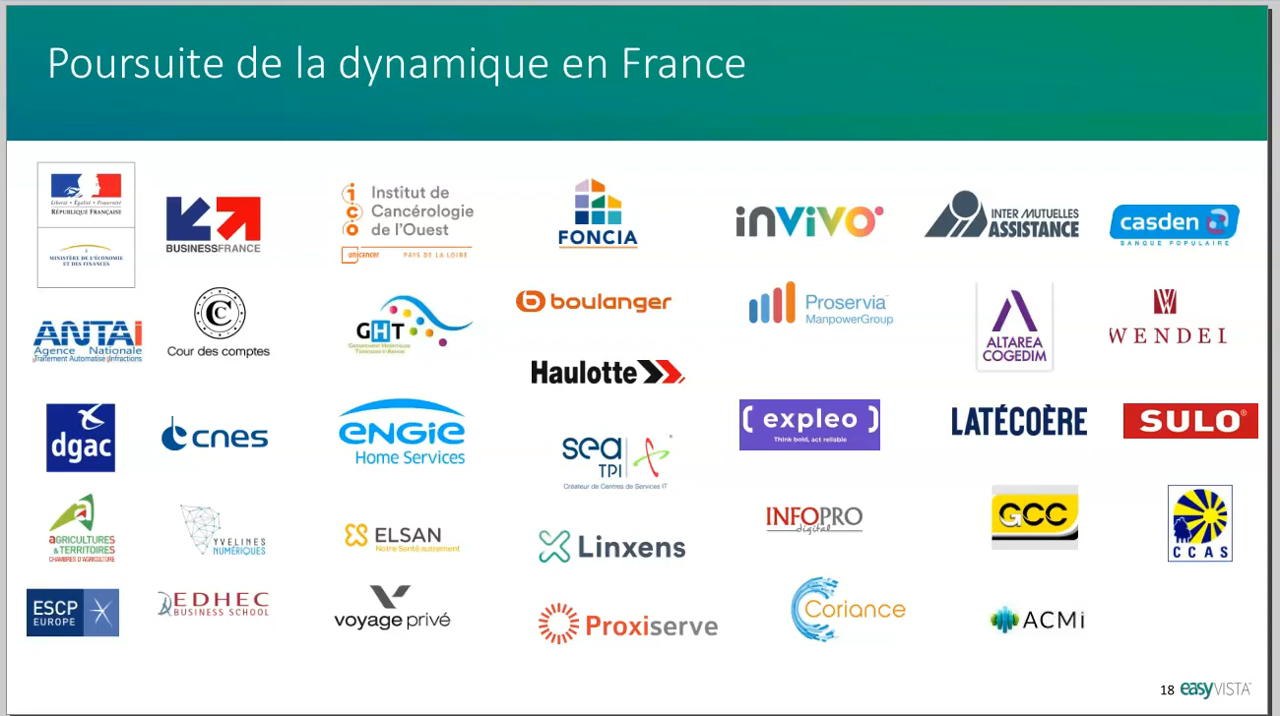 Poursuite de la dynamique en France
Liberté • Égalité • Fraternité
RÉPUBLIQUE FRANÇAISE
MINISTÈRE DE L'ÉCONOMIE
ET DES FINANCES
BUSINESSFRANCE
ico
Institut de
Cancérologie
de l'Ouest
unicancer
PAYS DE LA LOIRE
FONCIA
inVivo
INTER MUTUELLES
ASSISTANCE
casden
BANQUE POPULAIRE
ANTAi
Agence Nationale
Traitement Automatisé Infractions
CC
Cour des comptes
GHT
boulanger
Proservia
ManpowerGroup
ALTAREA
COGEDIM
W
WENDEL
Haulotte
dgac
cnes
ENGIE
Home Services
sea
TPI
Créateur de Centres de Services IT
( expleo )
Think bold, act reliable
LATÉCOÈRE
SULO®
aGRICULTURES
& TERRITOIRES
CHAMBRES D'AGRICULTURE
YVELINES
NUMÉRIQUES
ELSAN
Notre Santé autrement
Linxens
INFOPRO
digital
GCC
CCAS
ESCP
EUROPE
EDHEC
BUSINESS SCHOOL
voyage privé
Proxiserve
Coriance
ACMi
18 easyVISTA